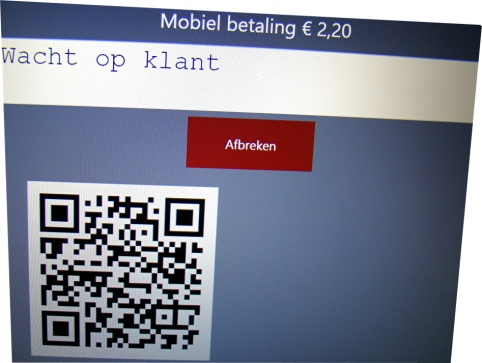 Mobiel betaling € 2,20
Wacht op klant
Afbreken